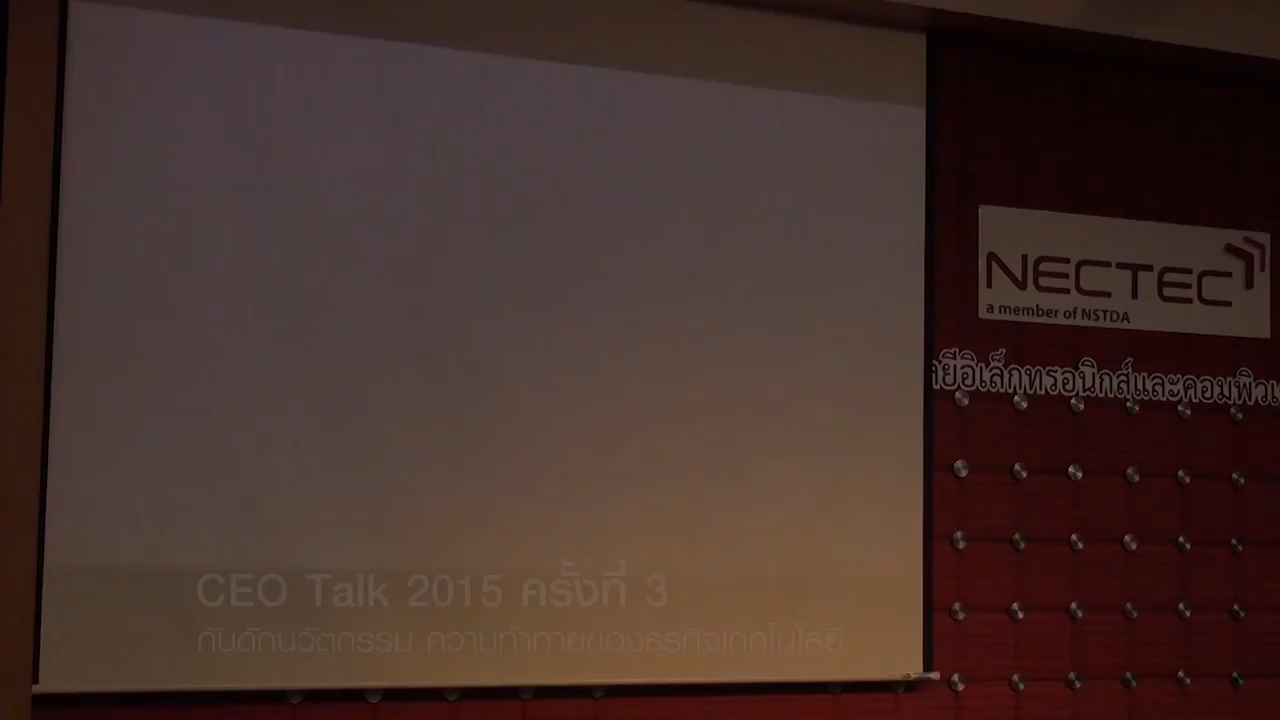 NECTEC
a member of NSTDA
ยีอิเล็กทรอนิกส์และคอมพิว
CEO Talk 2015 ครั้งที่ 3
กับดักนวัตกรรม ความท้าทายของธุรกิจเทคโนโลยี